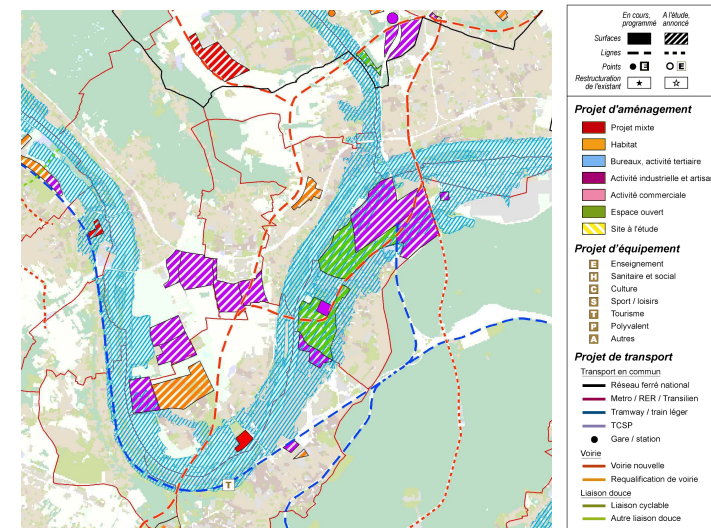 En cours, programmé
A l'étude, annoncé
Surfaces
Lignes
Points E E
Restructuration de l'existant
Projet d'aménagement
Projet mixte
Habitat
Bureaux, activité tertiaire
Activité industrielle et artisa
Activité commerciale
Espace ouvert
Site à l'étude
Projet d'équipement
E Enseignement
H Sanitaire et social
C Culture
S Sport / loisirs
T Tourisme
P Polyvalent
A Autres
Projet de transport
Transport en commun
Réseau ferré national
Metro / RER / Transilien
Tramway / train léger
TCSP
Gare / station
Voirie
Voirie nouvelle
Requalification de voirie
Liaison douce
Liaison cyclable
Autre liaison douce
T